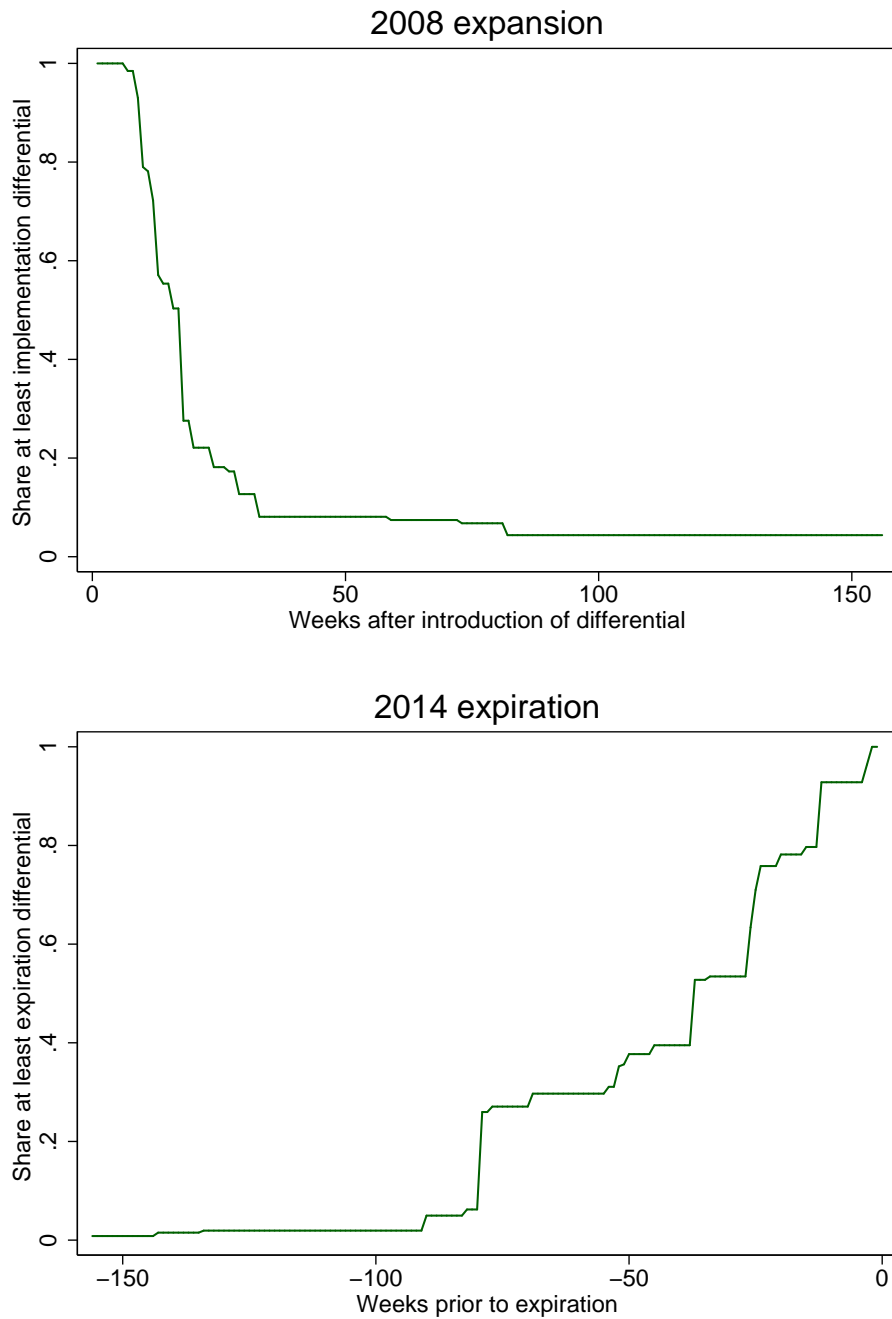 2008 expansion
Share at least implementation differential
1
.8
.6
.4
.2
0
0 50 100 150
Weeks after introduction of differential
2014 expiration
Share at least expiration differential
1
.8
.6
.4
.2
0
−150 −100 −50 0
Weeks prior to expiration